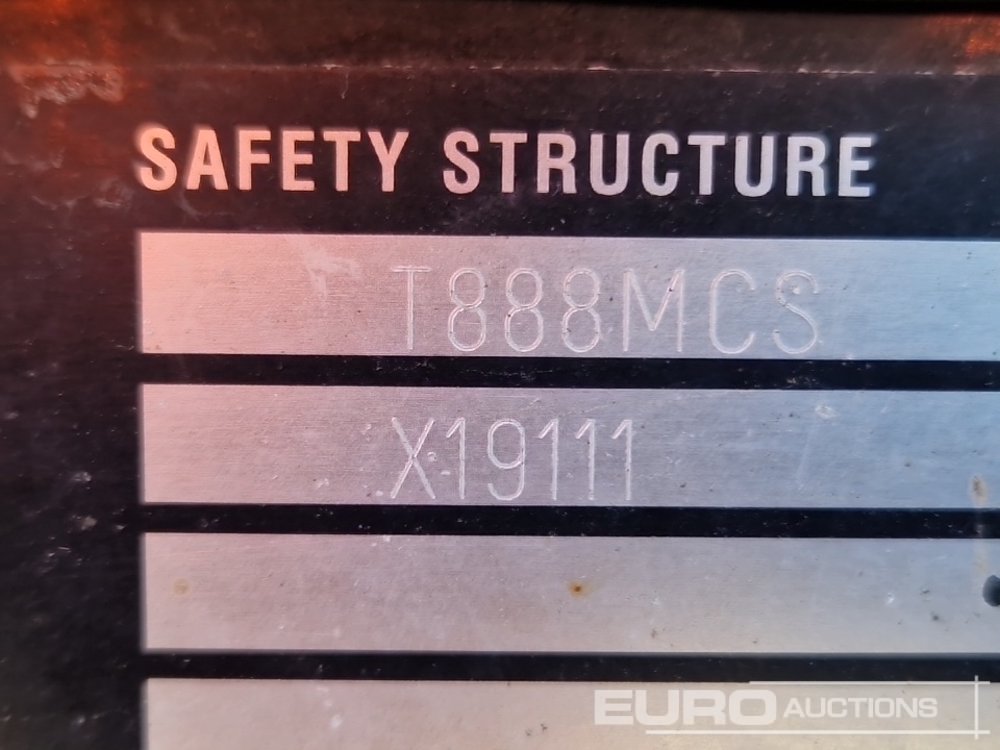 SAFETY STRUCTURE
T888MCS
X19111
EURO AUCTIONS